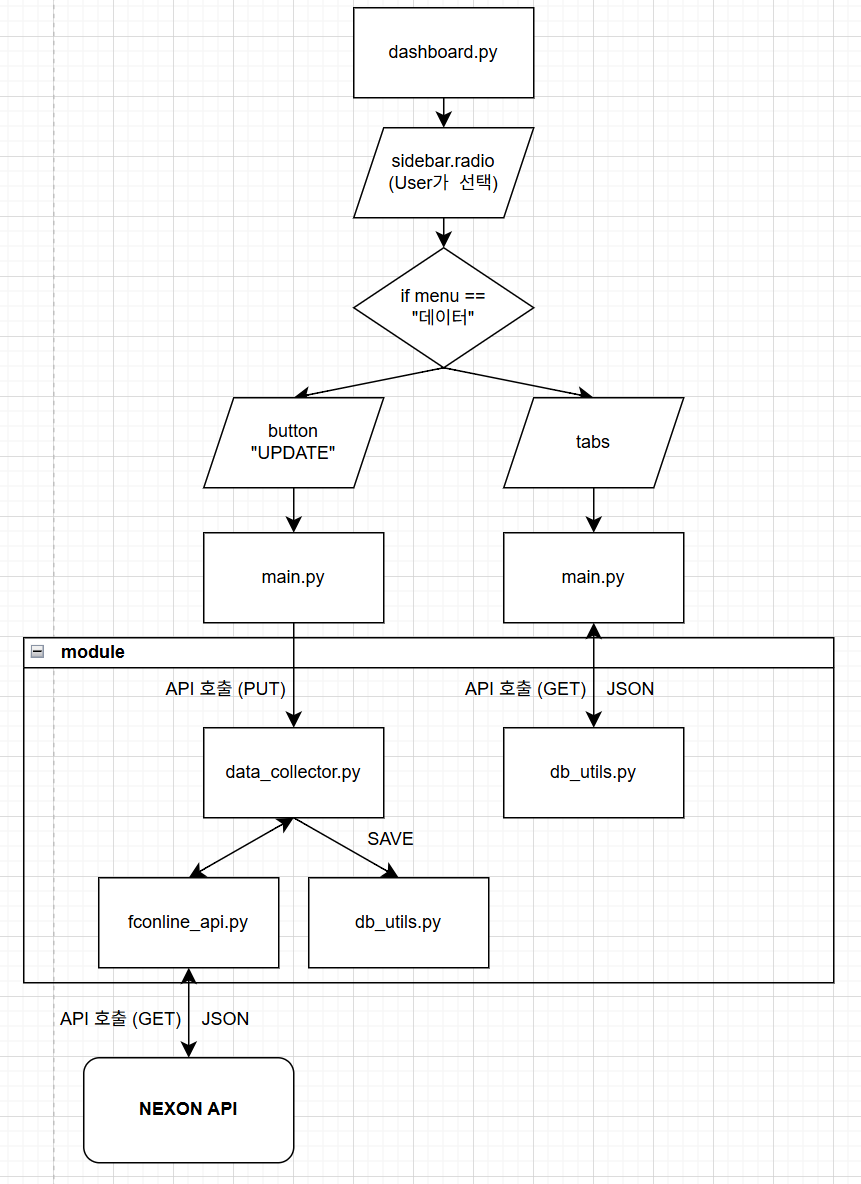 dashboard.py
sidebar.radio
(User가 선택)
if menu ==
"데이터"
button
"UPDATE"
tabs
main.py
main.py
module
API 호출 (PUT)
API 호출 (GET)
JSON
data_collector.py
db_utils.py
SAVE
fconline_api.py
db_utils.py
API 호출 (GET)
JSON
NEXON API